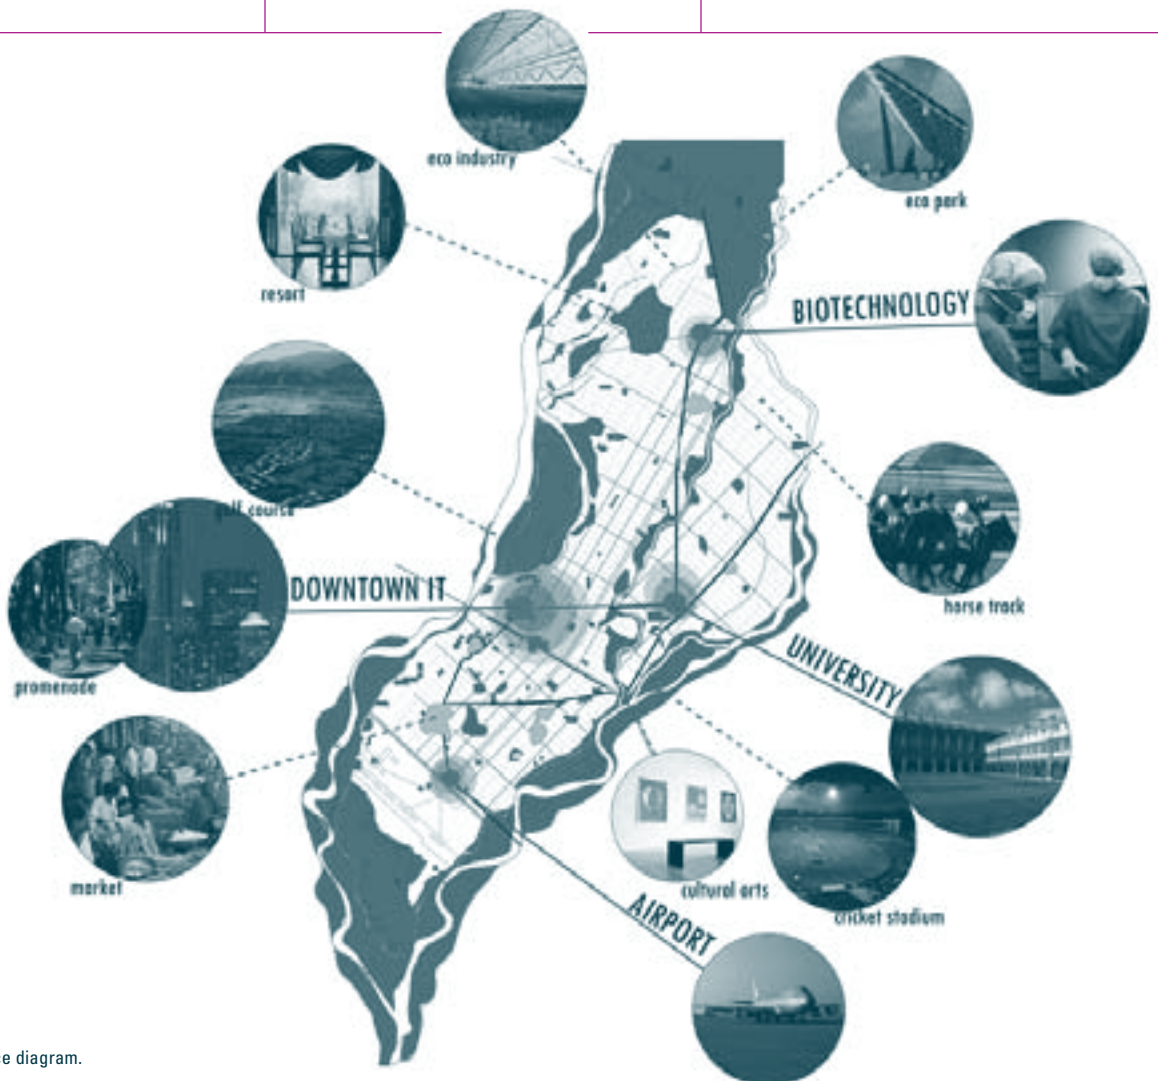 eco industry
eco park
resort
BIOTECHNOLOGY
golf course
horse track
DOWNTOWN IT
promenade
UNIVERSITY
market
cultural arts
cricket stadium
AIRPORT
diagram.